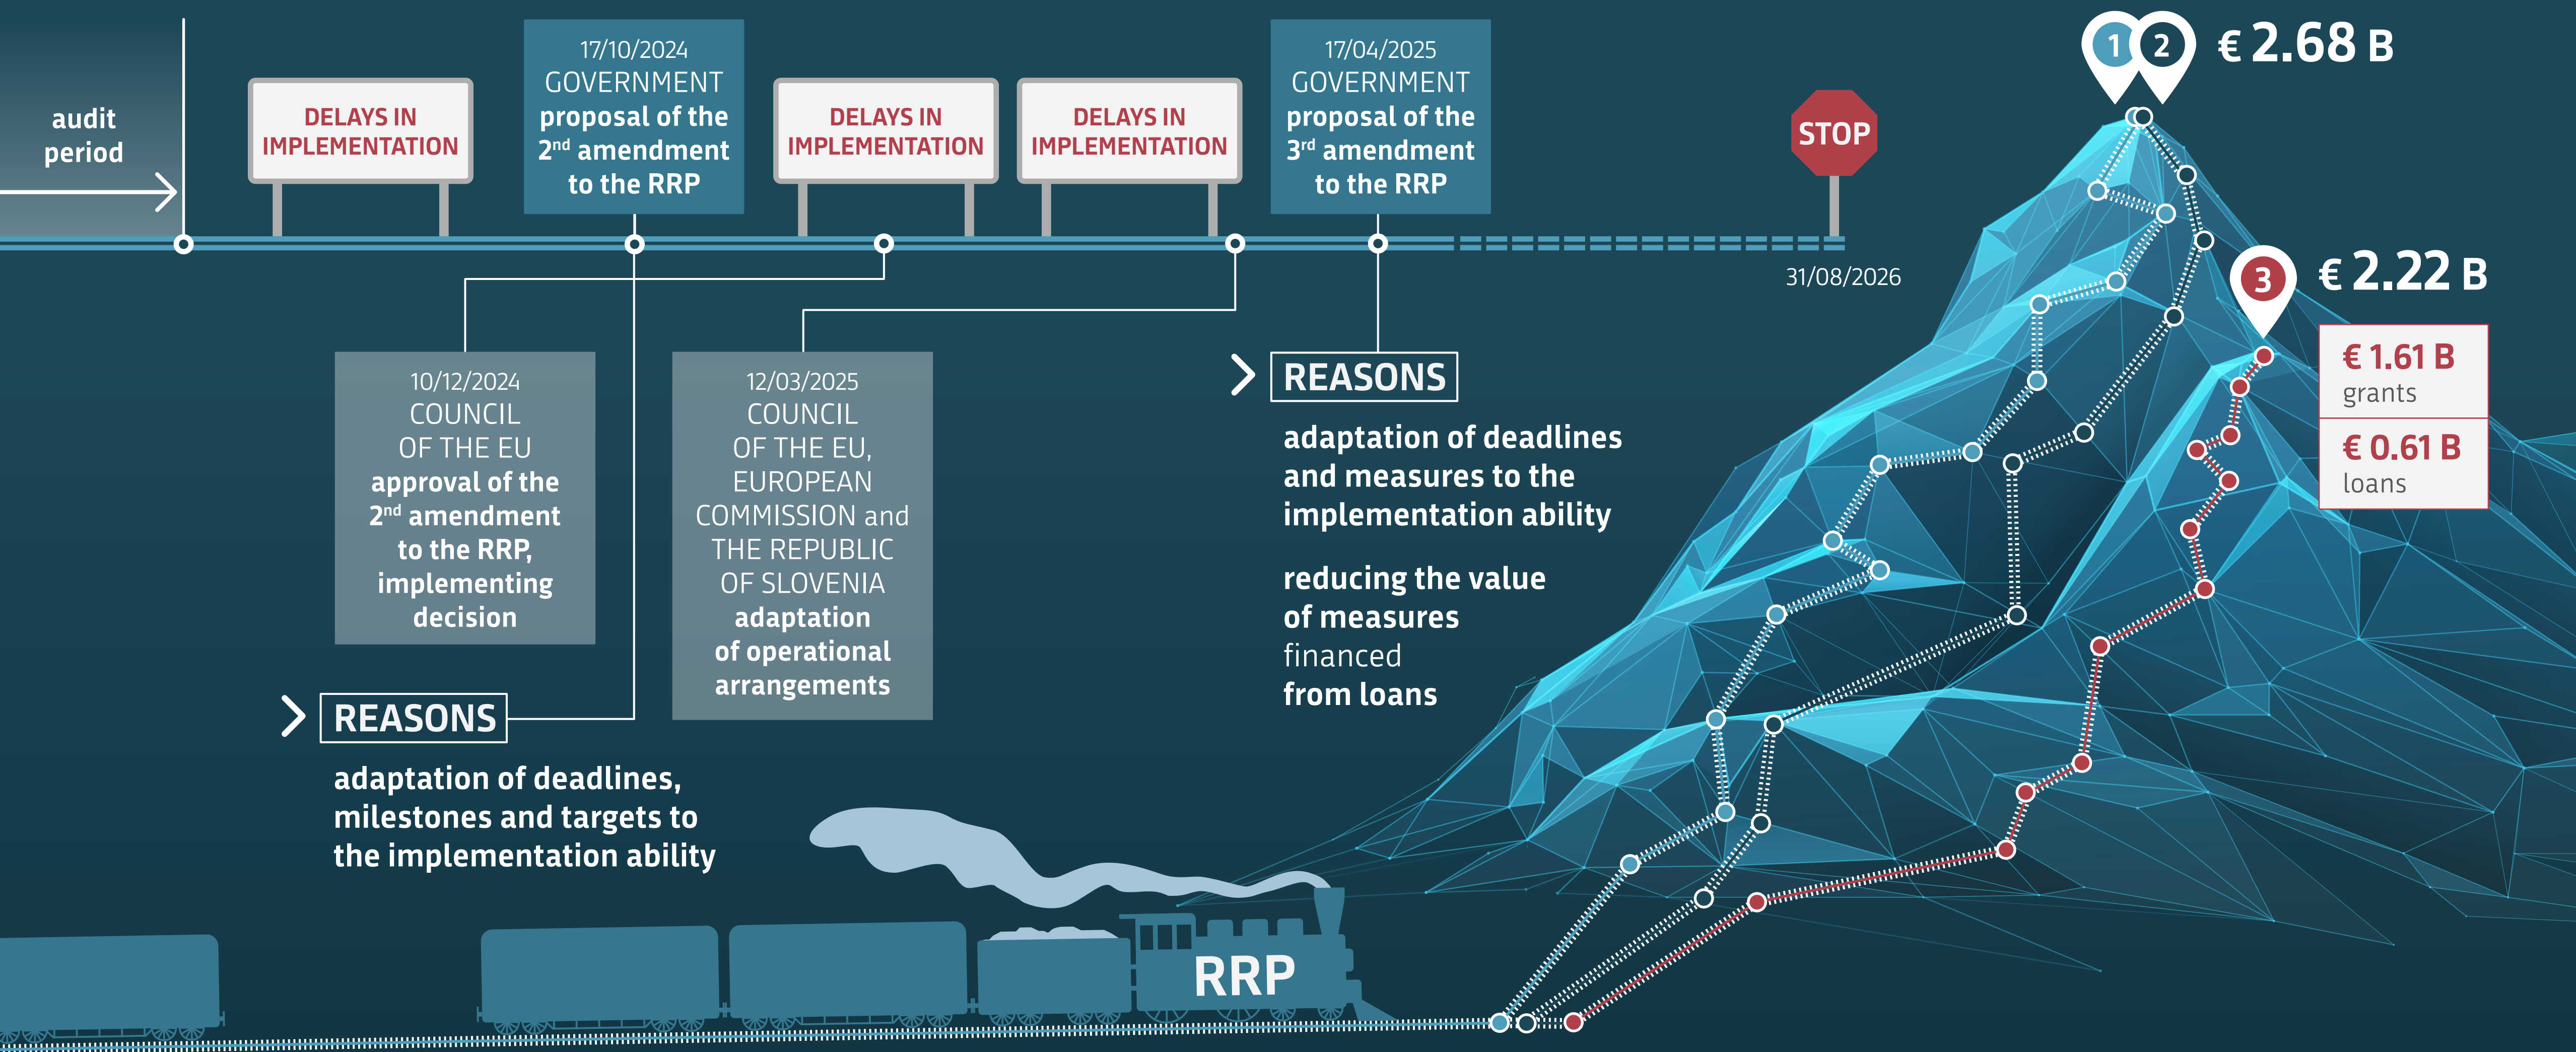 audit
period
DELAYS IN
IMPLEMENTATION
17/10/2024
GOVERNMENT
proposal of the
2nd amendment
to the RRP
DELAYS IN
IMPLEMENTATION
DELAYS IN
IMPLEMENTATION
17/04/2025
GOVERNMENT
proposal of the
3rd amendment
to the RRP
STOP
31/08/2026
10/12/2024
COUNCIL
OF THE EU
approval of the
2nd amendment
to the RRP,
implementing
decision
12/03/2025
COUNCIL
OF THE EU,
EUROPEAN
COMMISSION and
THE REPUBLIC
OF SLOVENIA
adaptation
of operational
arrangements
REASONS
adaptation of deadlines,
milestones and targets to
the implementation ability
REASONS
adaptation of deadlines
and measures to the
implementation ability
reducing the value
of measures
financed
from loans
1 2 € 2.68 B
3 € 2.22 B
€ 1.61 B
grants
€ 0.61 B
loans
RRP